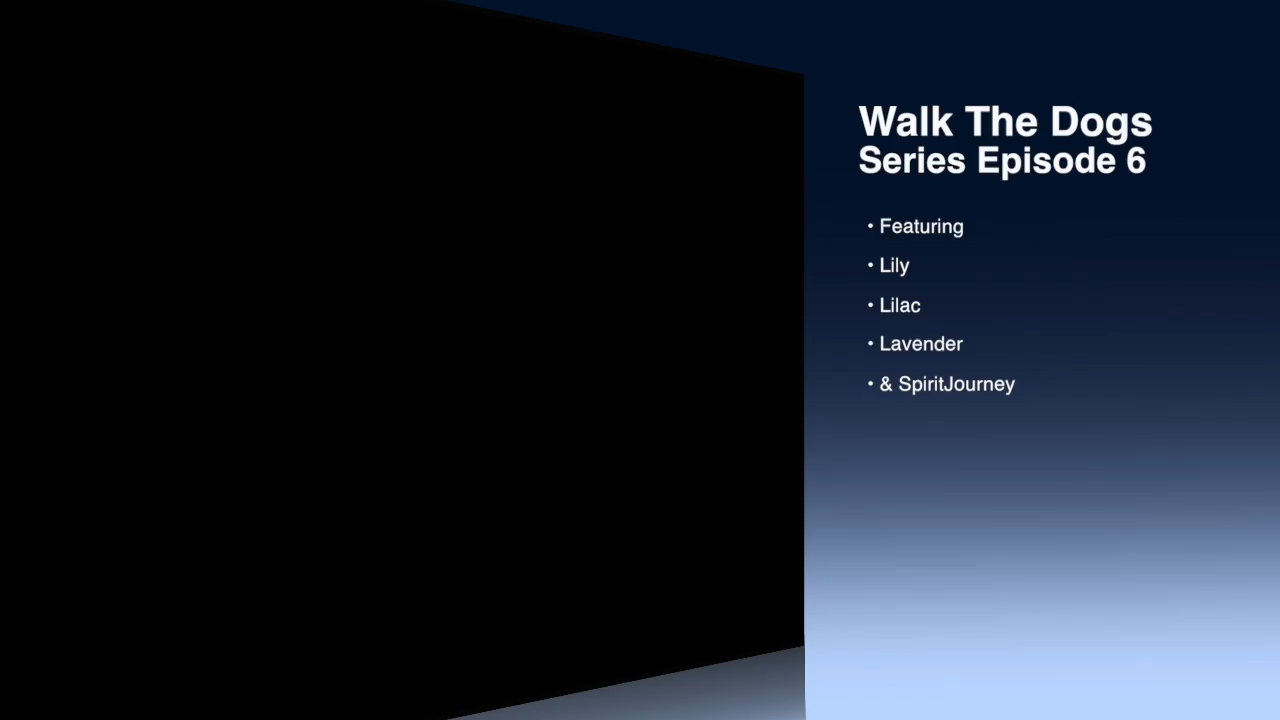 Walk The Dogs
Series Episode 6
• Featuring
• Lily
• Lilac
• Lavender
• & SpiritJourney